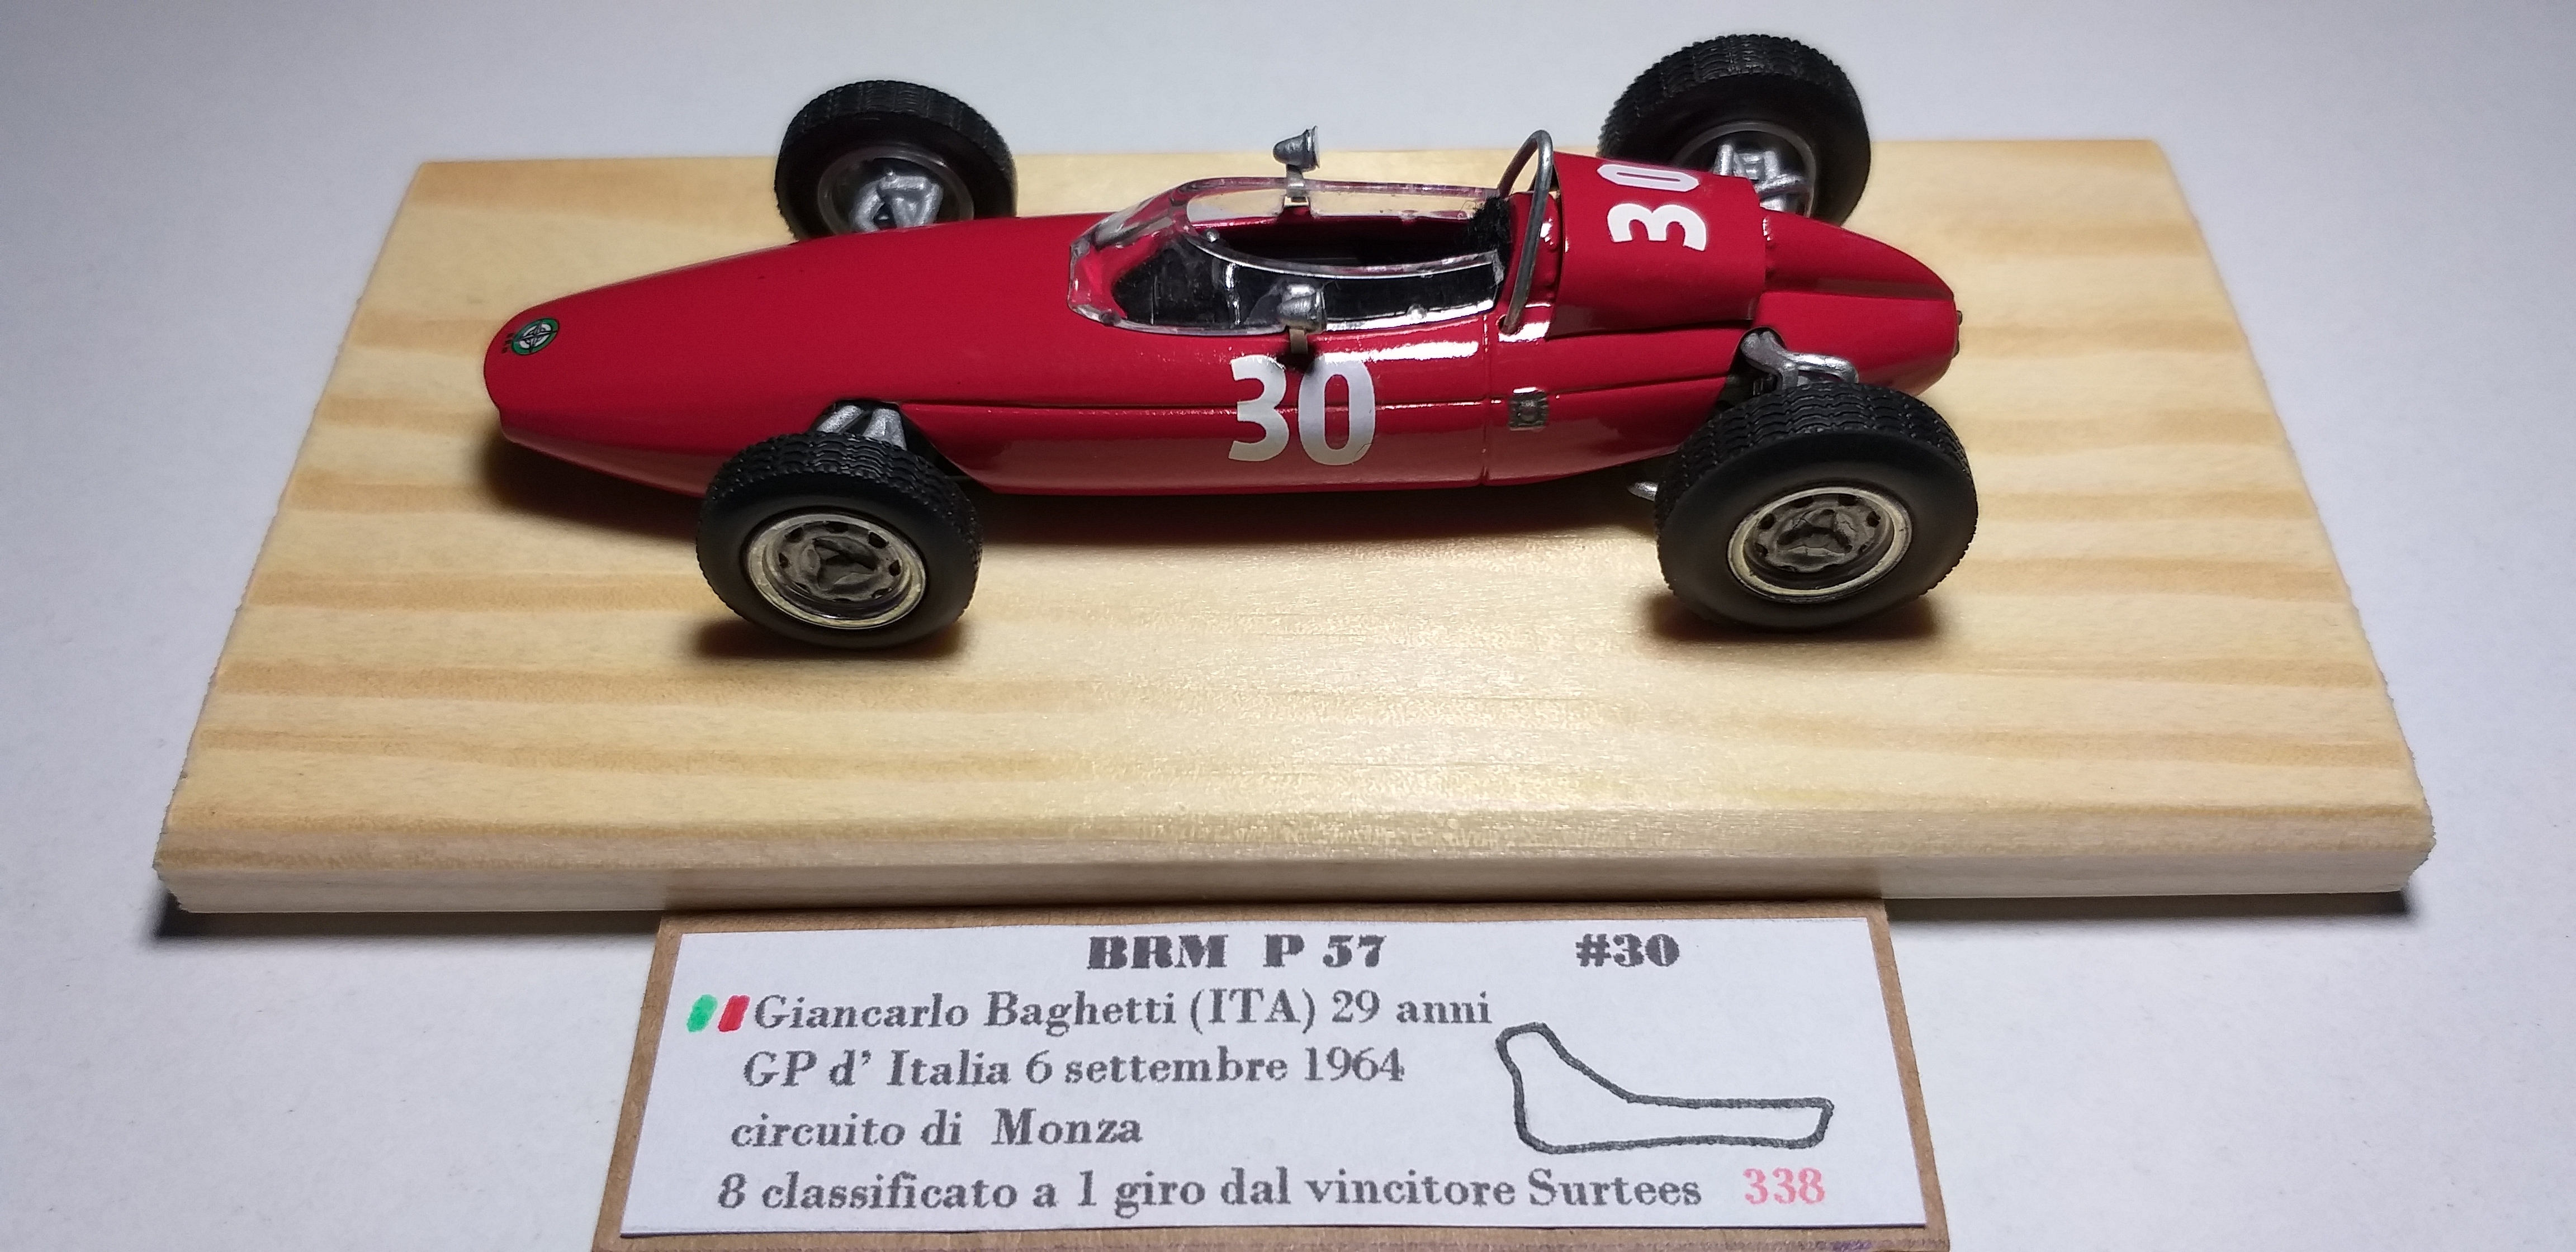 30
30
BRM P 57 #30
Giancarlo Baghetti (ITA) 29 anni
GP d' Italia 6 settembre 1964
circuito di Monza
8 classificato a 1 giro dal vincitore Surtees 338